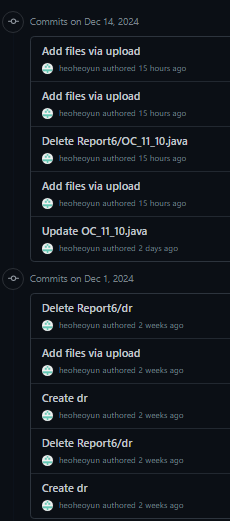 Commits on Dec 14, 2024
Add files via upload
heoheoyun authored 15 hours ago
Add files via upload
heoheoyun authored 15 hours ago
Delete Report6/OC_11_10.java
heoheoyun authored 15 hours ago
Add files via upload
heoheoyun authored 15 hours ago
Update OC_11_10.java
heoheoyun authored 2 days ago
Commits on Dec 1, 2024
Delete Report6/dr
heoheoyun authored 2 weeks ago
Add files via upload
heoheoyun authored 2 weeks ago
Create dr
heoheoyun authored 2 weeks ago
Delete Report6/dr
heoheoyun authored 2 weeks ago
Create dr
heoheoyun authored 2 weeks ago